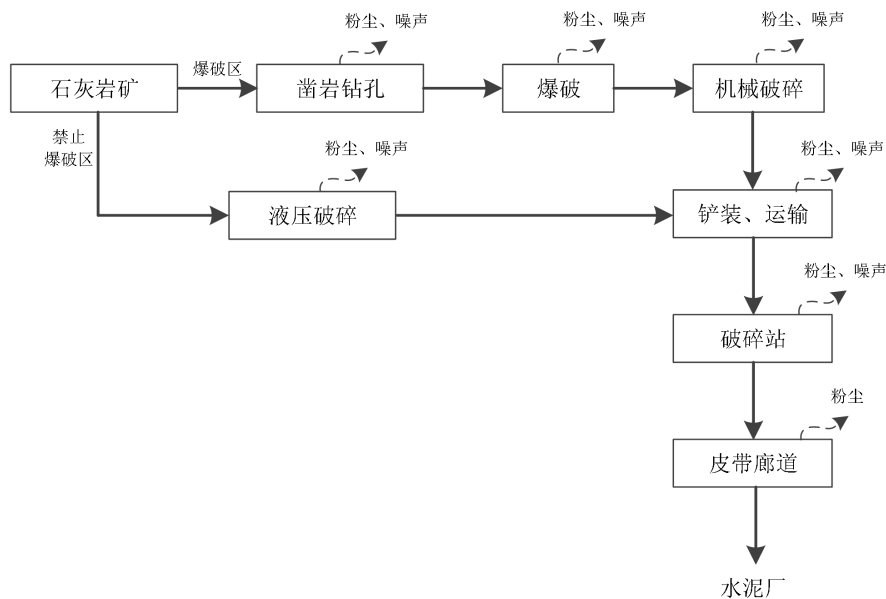 粉尘、噪声
粉尘、噪声
粉尘、噪声
石灰岩矿
爆破区
凿岩钻孔
爆破
机械破碎
禁止
爆破区
粉尘、噪声
粉尘、噪声
液压破碎
铲装、运输
粉尘、噪声
破碎站
粉尘
皮带廊道
水泥厂